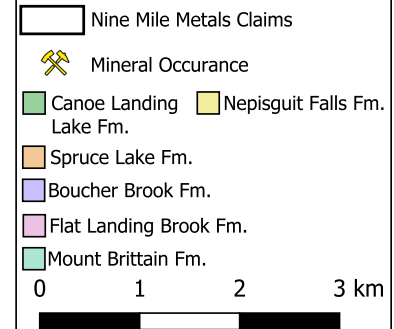 Nine Mile Metals Claims
Mineral Occurance
Canoe Landing Lake Fm.
Nepisguit Falls Fm.
Spruce Lake Fm.
Boucher Brook Fm.
Flat Landing Brook Fm.
Mount Brittain Fm.
0 1 2 3 km